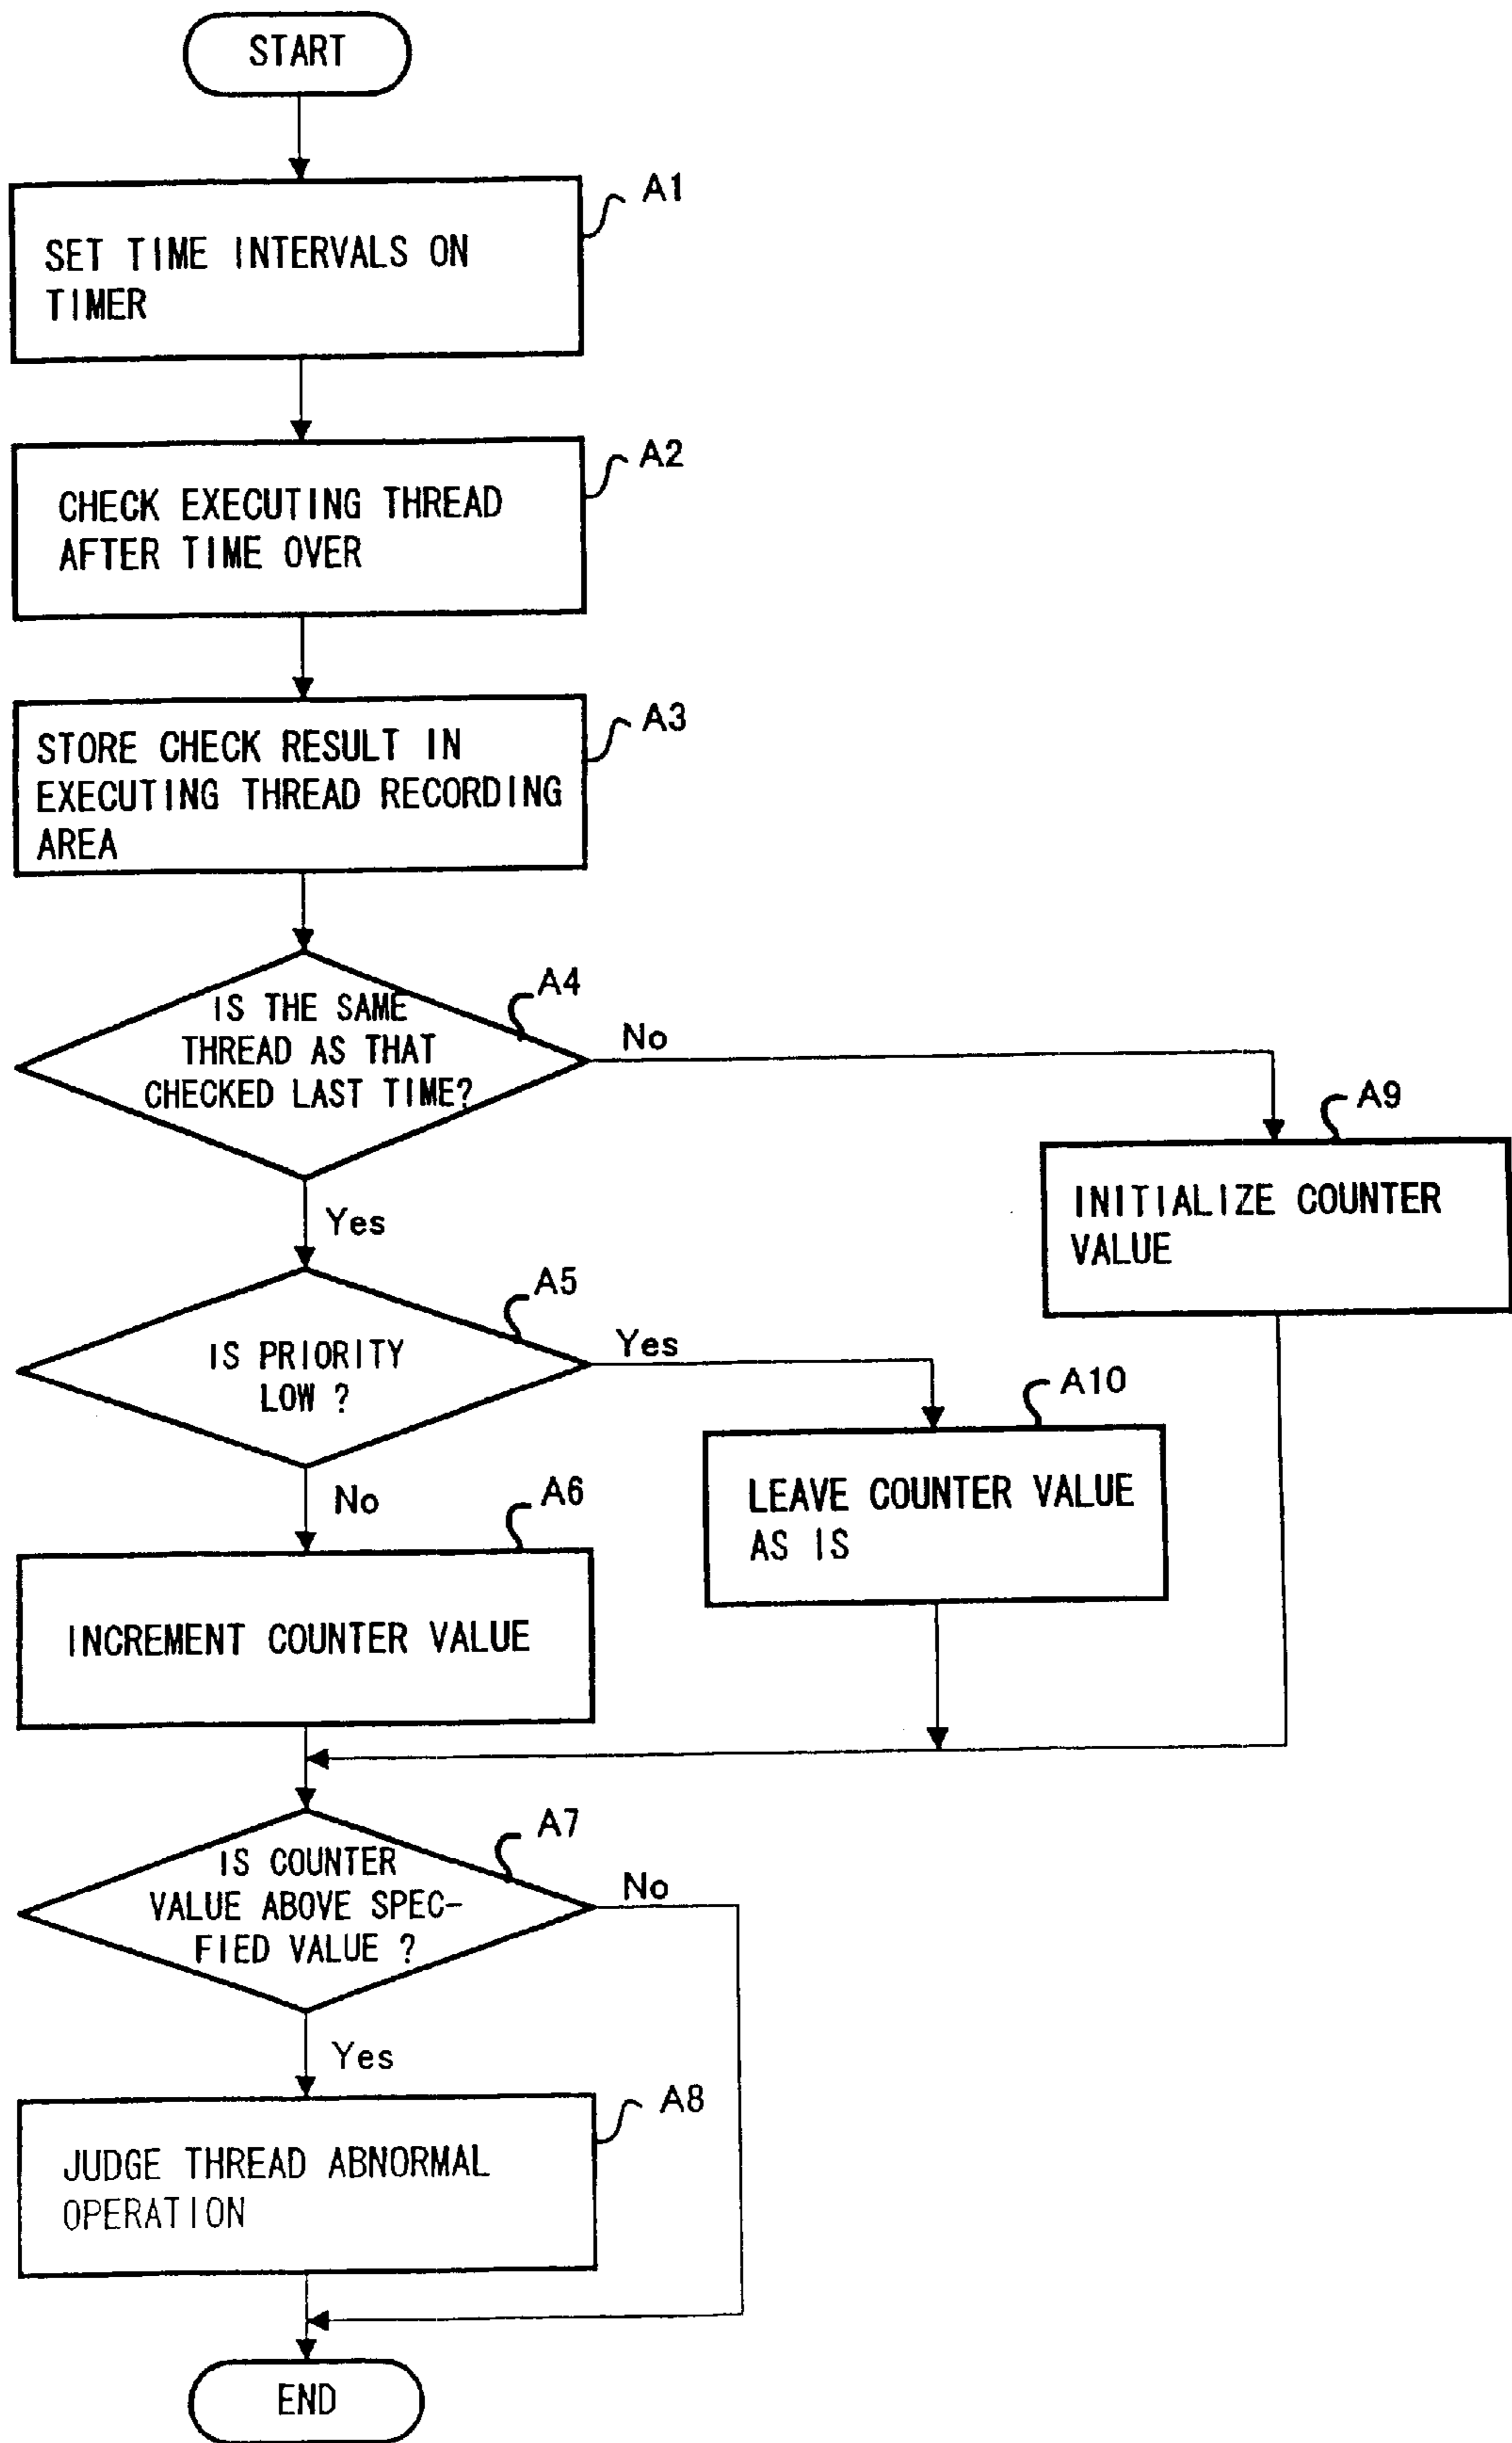 START
A1
SET TIME INTERVALS ON
TIMER
A2
CHECK EXECUTING THREAD
AFTER TIME OVER
A3
STORE CHECK RESULT IN
EXECUTING THREAD RECORDING
AREA
A4
IS THE SAME
THREAD AS THAT
CHECKED LAST TIME?
No
Yes
A9
INITIALIZE COUNTER
VALUE
A5
IS PRIORITY
LOW ?
Yes
No
A10
LEAVE COUNTER VALUE
AS IS
A6
INCREMENT COUNTER VALUE
A7
IS COUNTER
VALUE ABOVE SPEC-
FIED VALUE ?
No
Yes
A8
JUDGE THREAD ABNORMAL
OPERATION
END